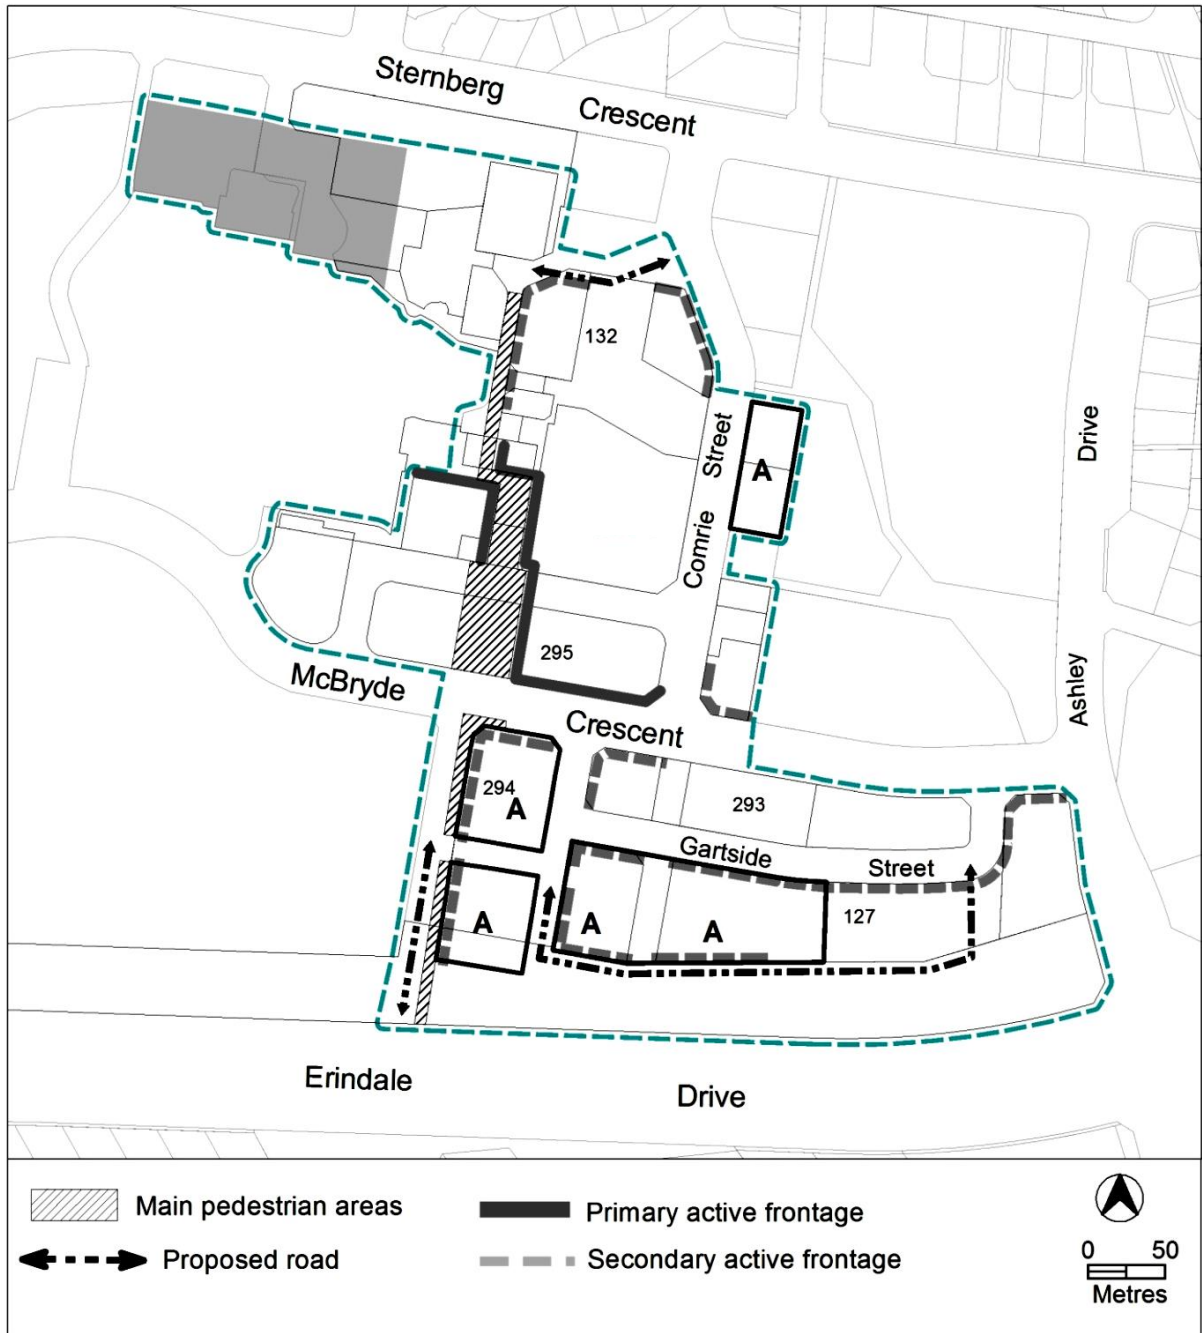 Sternberg
Crescent
132
Street
Comrie
A
Drive
Ashley
295
McBryde
Crescent
294
A
293
Gartside
Street
A
A
A
127
Erindale
Drive
Main pedestrian areas
Primary active frontage
Proposed road
Secondary active frontage
0 50
Metres